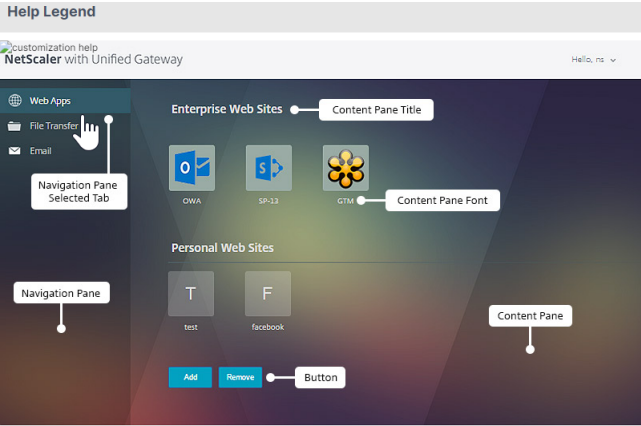 Help Legend
customization help
NetScaler with Unified Gateway
Hello, ns
Web Apps
File Transfer
Email
Navigation Pane
Selected Tab
Navigation Pane
Enterprise Web Sites
Content Pane Title
OWA
SP-13
GTM
Content Pane Font
Personal Web Sites
T
F
test
facebook
Content Pane
Add
Remove
Button